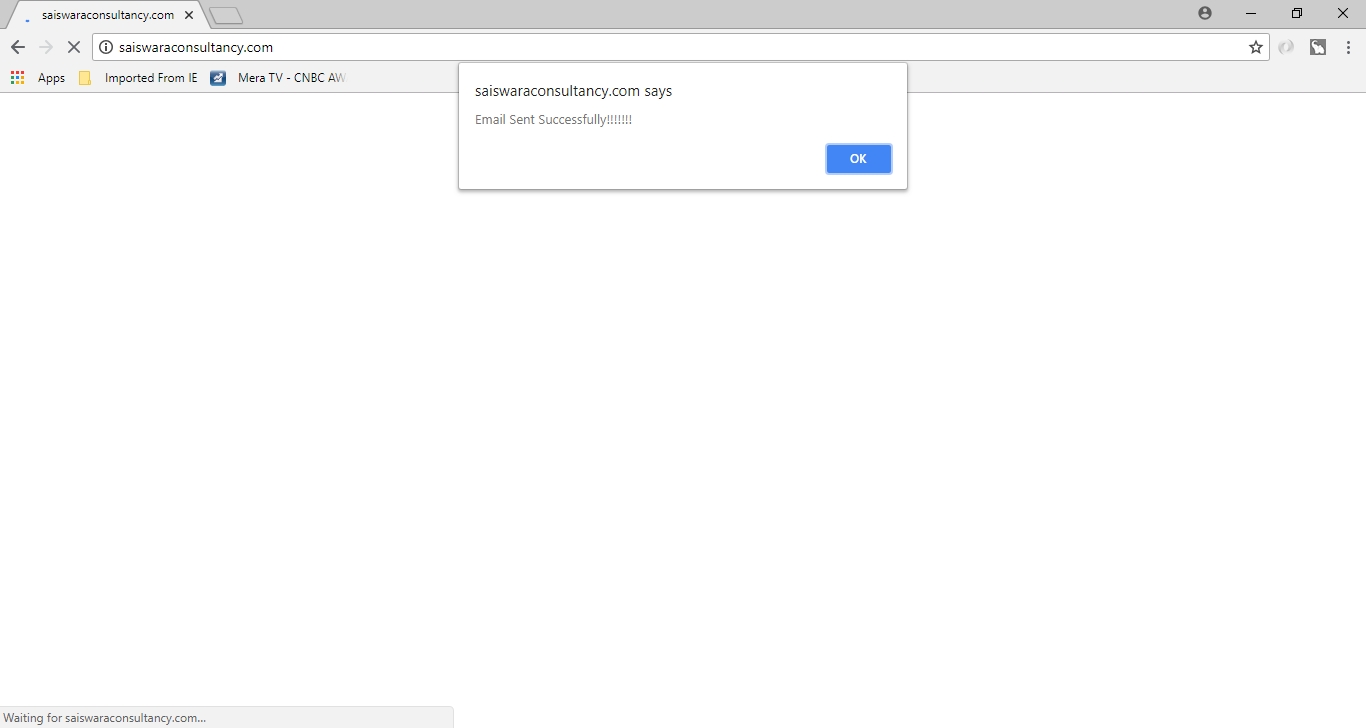 saiswaraconsultancy.com
saiswaraconsultancy.com
Apps Imported From IE Mera TV - CNBC AW
saiswaraconsultancy.com says
Email Sent Successfully!!!!!!!
OK
Waiting for saiswaraconsultancy.com...